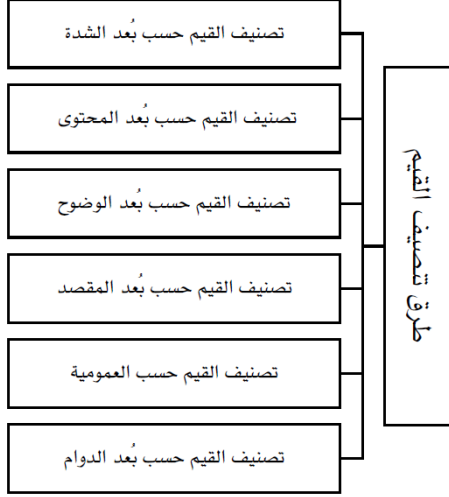 طرق تصنيف القيم
تصنيف القيم حسب بُعد الشدة
تصنيف القيم حسب بُعد المحتوى
تصنيف القيم حسب بُعد الوضوح
تصنيف القيم حسب بُعد المقصد
تصنيف القيم حسب العمومية
تصنيف القيم حسب بُعد الدوام